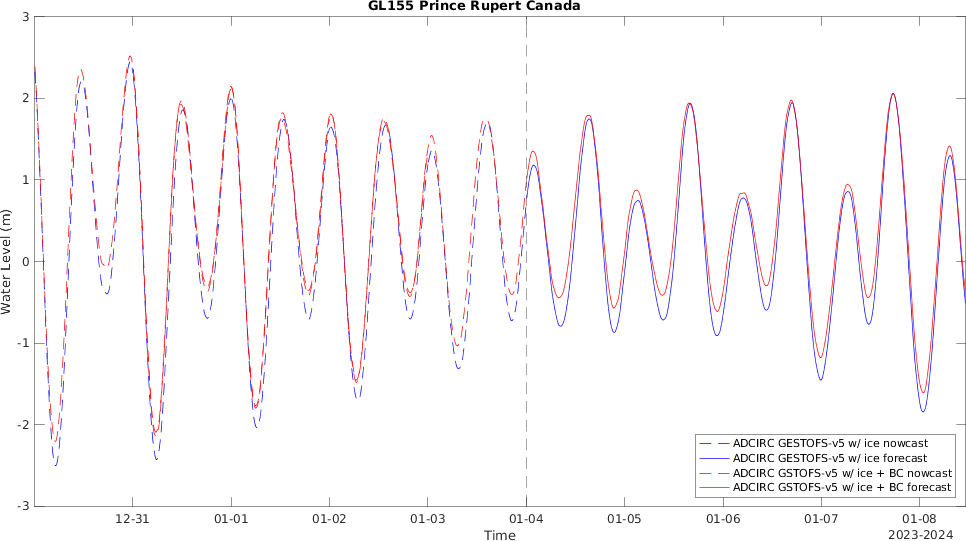 GL155 Prince Rupert Canada
3
2
1
0
-1
-2
-3
Water Level (m)
12-31
01-01
01-02
01-03
01-04
01-05
01-06
01-07
01-08
Time
2023-2024
ADCIRC GESTOFS-v5 w/ ice nowcast
ADCIRC GESTOFS-v5 w/ ice forecast
ADCIRC GSTOFS-v5 w/ ice + BC nowcast
ADCIRC GSTOFS-v5 w/ ice + BC forecast